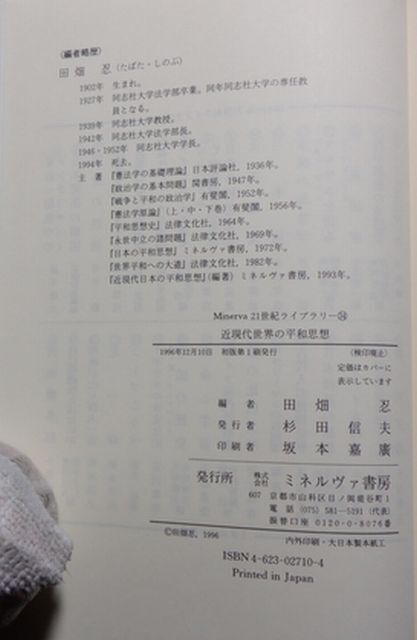 〈編者略歴〉
田畑 忍（たばた・しのぶ）
1902年 生まれ。
1927年 同志社大学法学部卒業。同年同志社大学の専任教
員となる。
1939年 同志社大学教授。
1942年 同志社大学法学部長。
1946・1952年 同志社大学学長。
1994年 死去。
主著 『憲法学の基礎理論』日本評論社，1936年。
『政治学の基本問題』関書房，1947年。
『戦争と平和の政治学』有斐閣，1952年。
『憲法学原論』（上・中・下巻）有斐閣，1956年。
『平和思想史』法律文化社，1964年。
『永世中立の諸問題』法律文化社，1969年。
『日本の平和思想』ミネルヴァ書房，1972年。
『世界平和への大道』法律文化社，1982年。
『近現代日本の平和思想』（編著）ミネルヴァ書房，1993年。
Minerva 21世紀ライブラリー㉞
近現代世界の平和思想
1996年12月10日 初版第1刷発行 〈検印廃止〉
定価はカバーに
表示しています
編者 田畑 忍
発行者 杉田信夫
印刷者 坂本嘉廣
発行所 株式会社 ミネルヴァ書房
607 京都市山科区日ノ岡堤谷町1
電話 (075) 581-5191 (代表)
振替口座 01020-0-8076番
©田畑忍, 1996 内外印刷・大日本製本紙工
ISBN4-623-02710-4
Printed in Japan